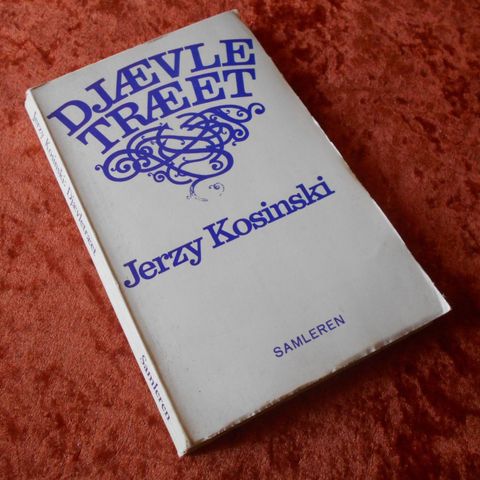 DJÆVLE
TRÆET
Jerzy Kosinski
SAMLEREN
Jerzy Kosinski: Djævletræet
Samleren